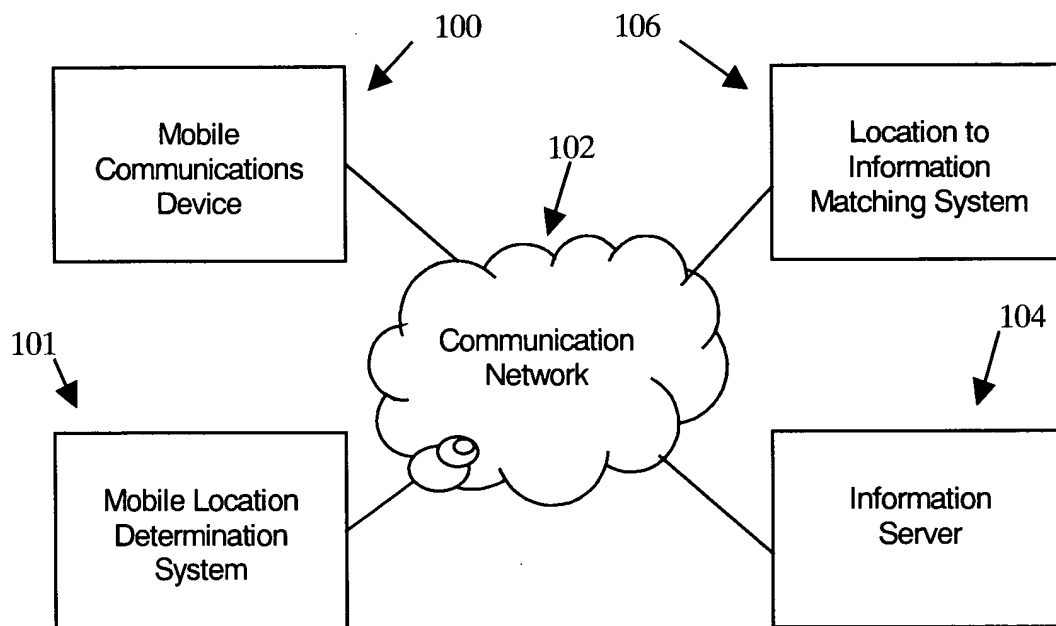 100
106
Mobile
Communications
Device
102
Location to
Information
Matching System
101
Communication
Network
104
Mobile Location
Determination
System
Information
Server